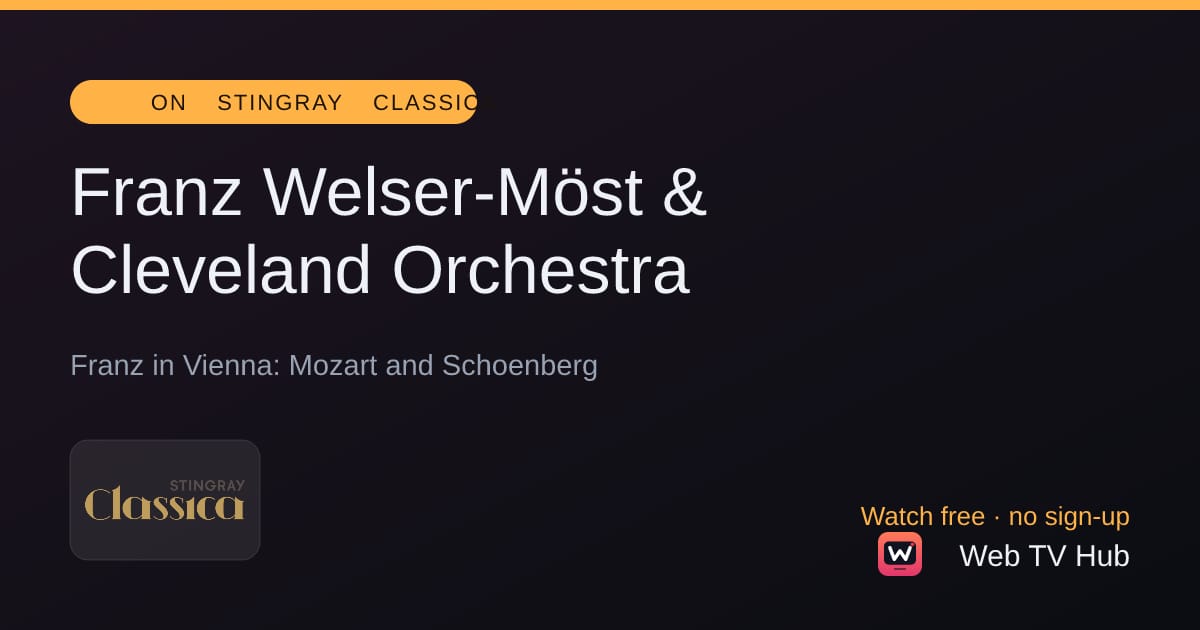 ON STINGRAY CLASSIC
Franz Welser-Möst &
Cleveland Orchestra
Franz in Vienna: Mozart and Schoenberg
STINGRAY
Classica
Watch free · no sign-up
W Web TV Hub